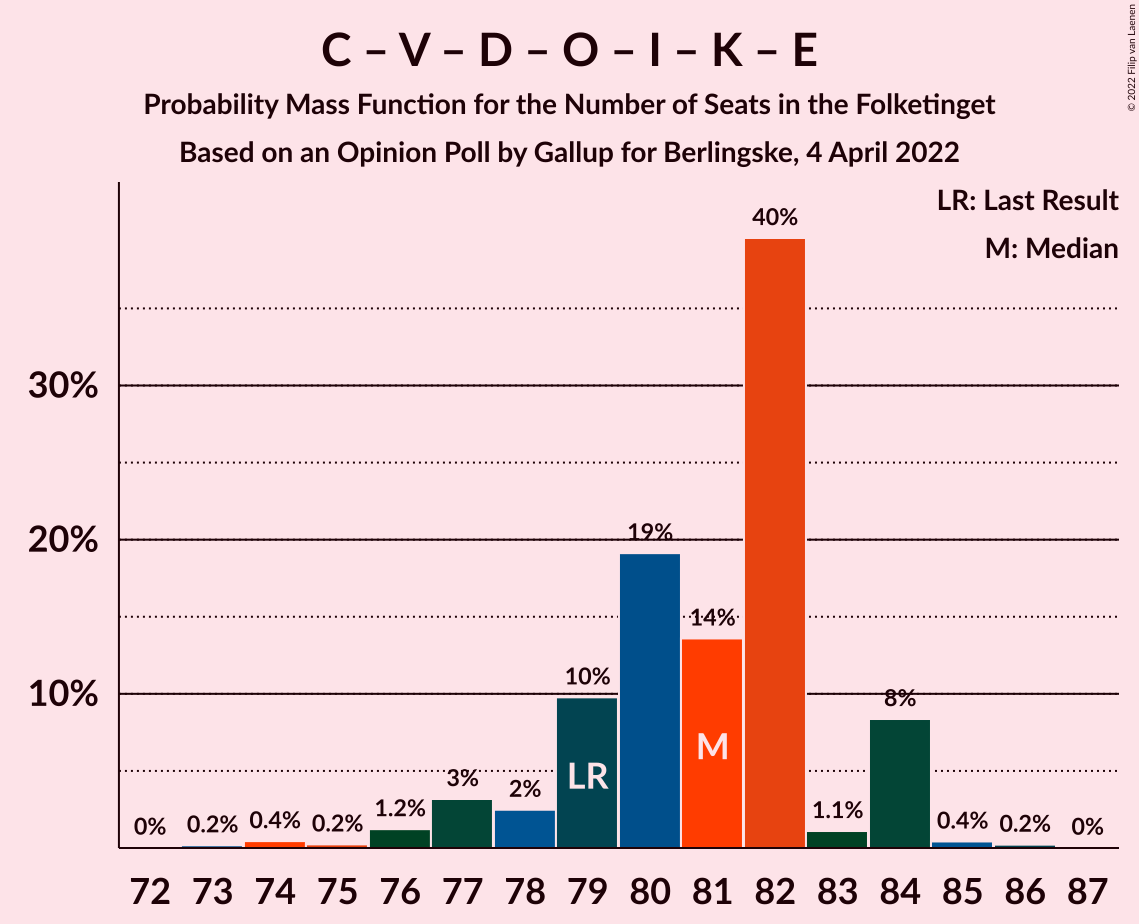 C – V – D – O – I – K – E
Probability Mass Function for the Number of Seats in the Folketinget
Based on an Opinion Poll by Gallup for Berlingske, 4 April 2022
© 2022 Filip van Laenen
LR: Last Result
M: Median
30%
20%
10%
0%
0.2%
0.4%
0.2%
1.2%
3%
2%
10%
19%
14%
40%
1.1%
8%
0.4%
0.2%
0%
LR
M
72 73 74 75 76 77 78 79 80 81 82 83 84 85 86 87